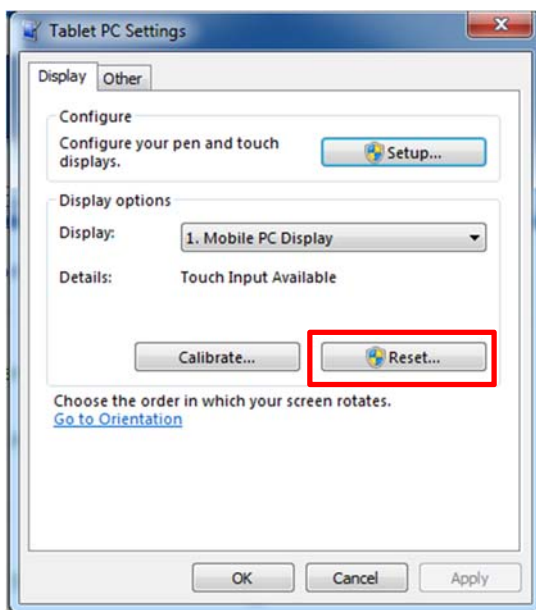 Tablet PC Settings
Display Other
Configure
Configure your pen and touch
displays.
Setup...
Display options
Display:
1. Mobile PC Display
Details:
Touch Input Available
Calibrate...
Reset...
Choose the order in which your screen rotates.
Go to Orientation
OK Cancel Apply